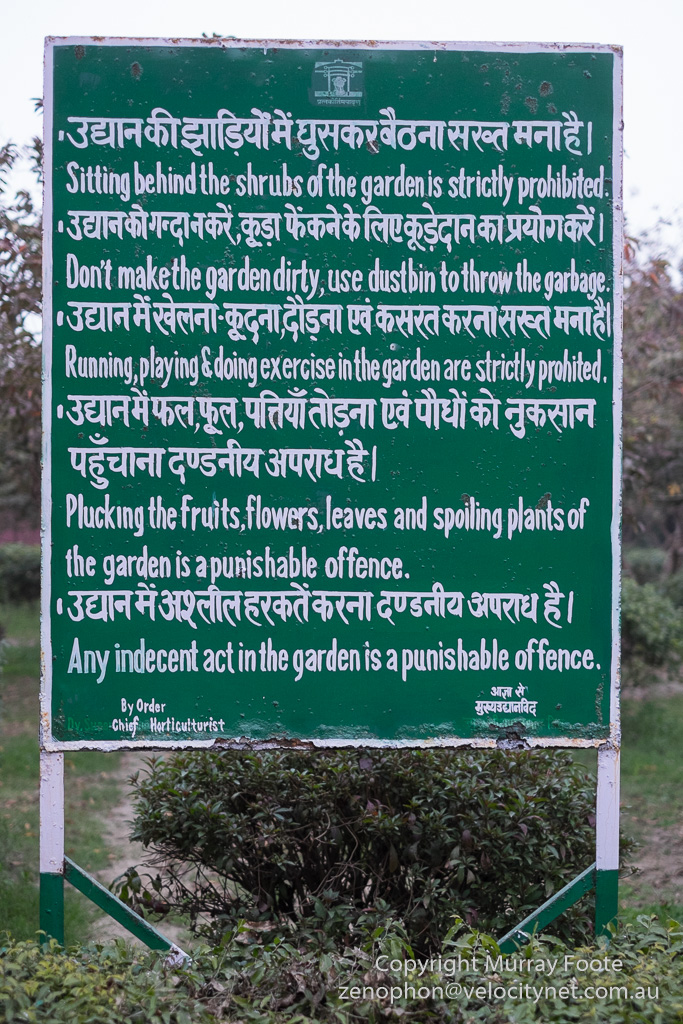 उद्यान की झाड़ियों में घुसकर बैठना सख्त मना है।
Sitting behind the shrubs of the garden is strictly prohibited.
उद्यान को गन्दा न करें, कूड़ा फेंकने के लिए कूड़ेदान का प्रयोग करें।
Don't make the garden dirty, use dustbin to throw the garbage.
उद्यान में खेलना-कूदना, दौड़ना एवं कसरत करना सख्त मना है।
Running, playing & doing exercise in the garden are strictly prohited.
उद्यान में फल, फूल, पत्तियाँ तोड़ना एवं पौधों को नुकसान
पहुँचाना दण्डनीय अपराध है।
Plucking the fruits, flowers, leaves and spoiling plants of
the garden is a punishable offence.
उद्यान में अश्लील हरकतें करना दण्डनीय अपराध है।
Any indecent act in the garden is a punishable offence.
By Order
Chief Horticulturist
आज्ञा से
मुख्य उद्यानविद
Copyright Murray Foote
zenophon@velocitynet.com.au